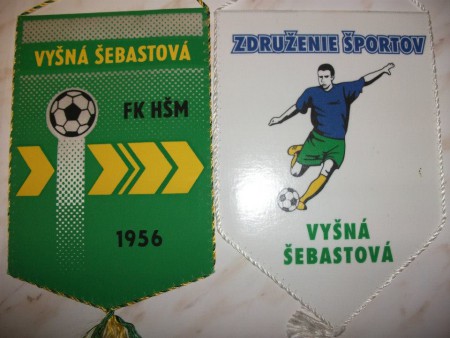 VYŠNÁ ŠEBASTOVÁ
FK HŠM
1956
ZDRUŽENIE ŠPORTOV
VYŠNÁ
ŠEBASTOVÁ